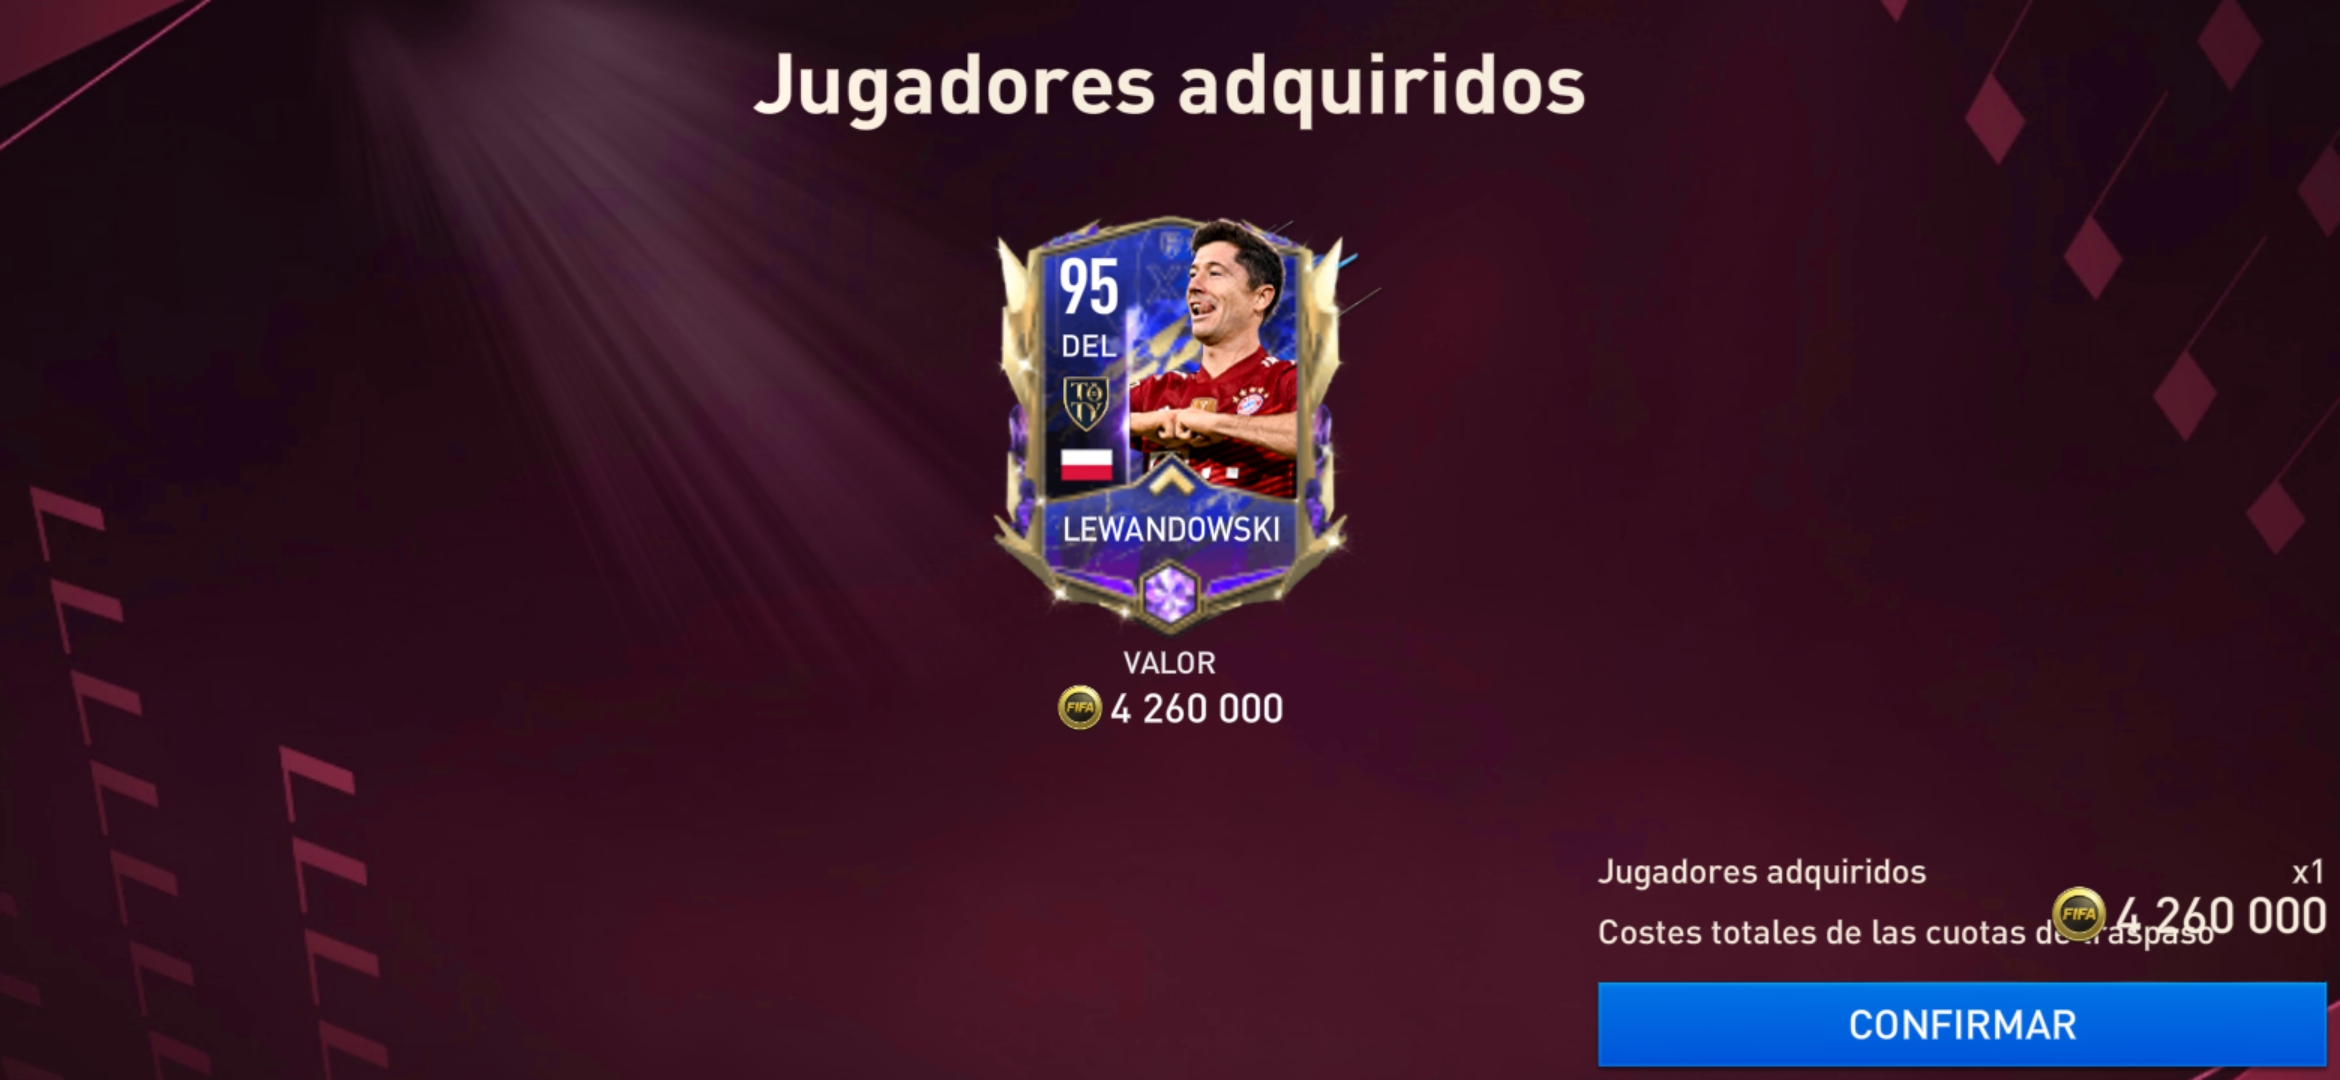 Jugadores adquiridos
95
DEL
TOTY
LEWANDOWSKI
VALOR
FIFA 4 260 000
Jugadores adquiridos x1
Costes totales de las cuotas de traspaso FIFA 4 260 000
CONFIRMAR